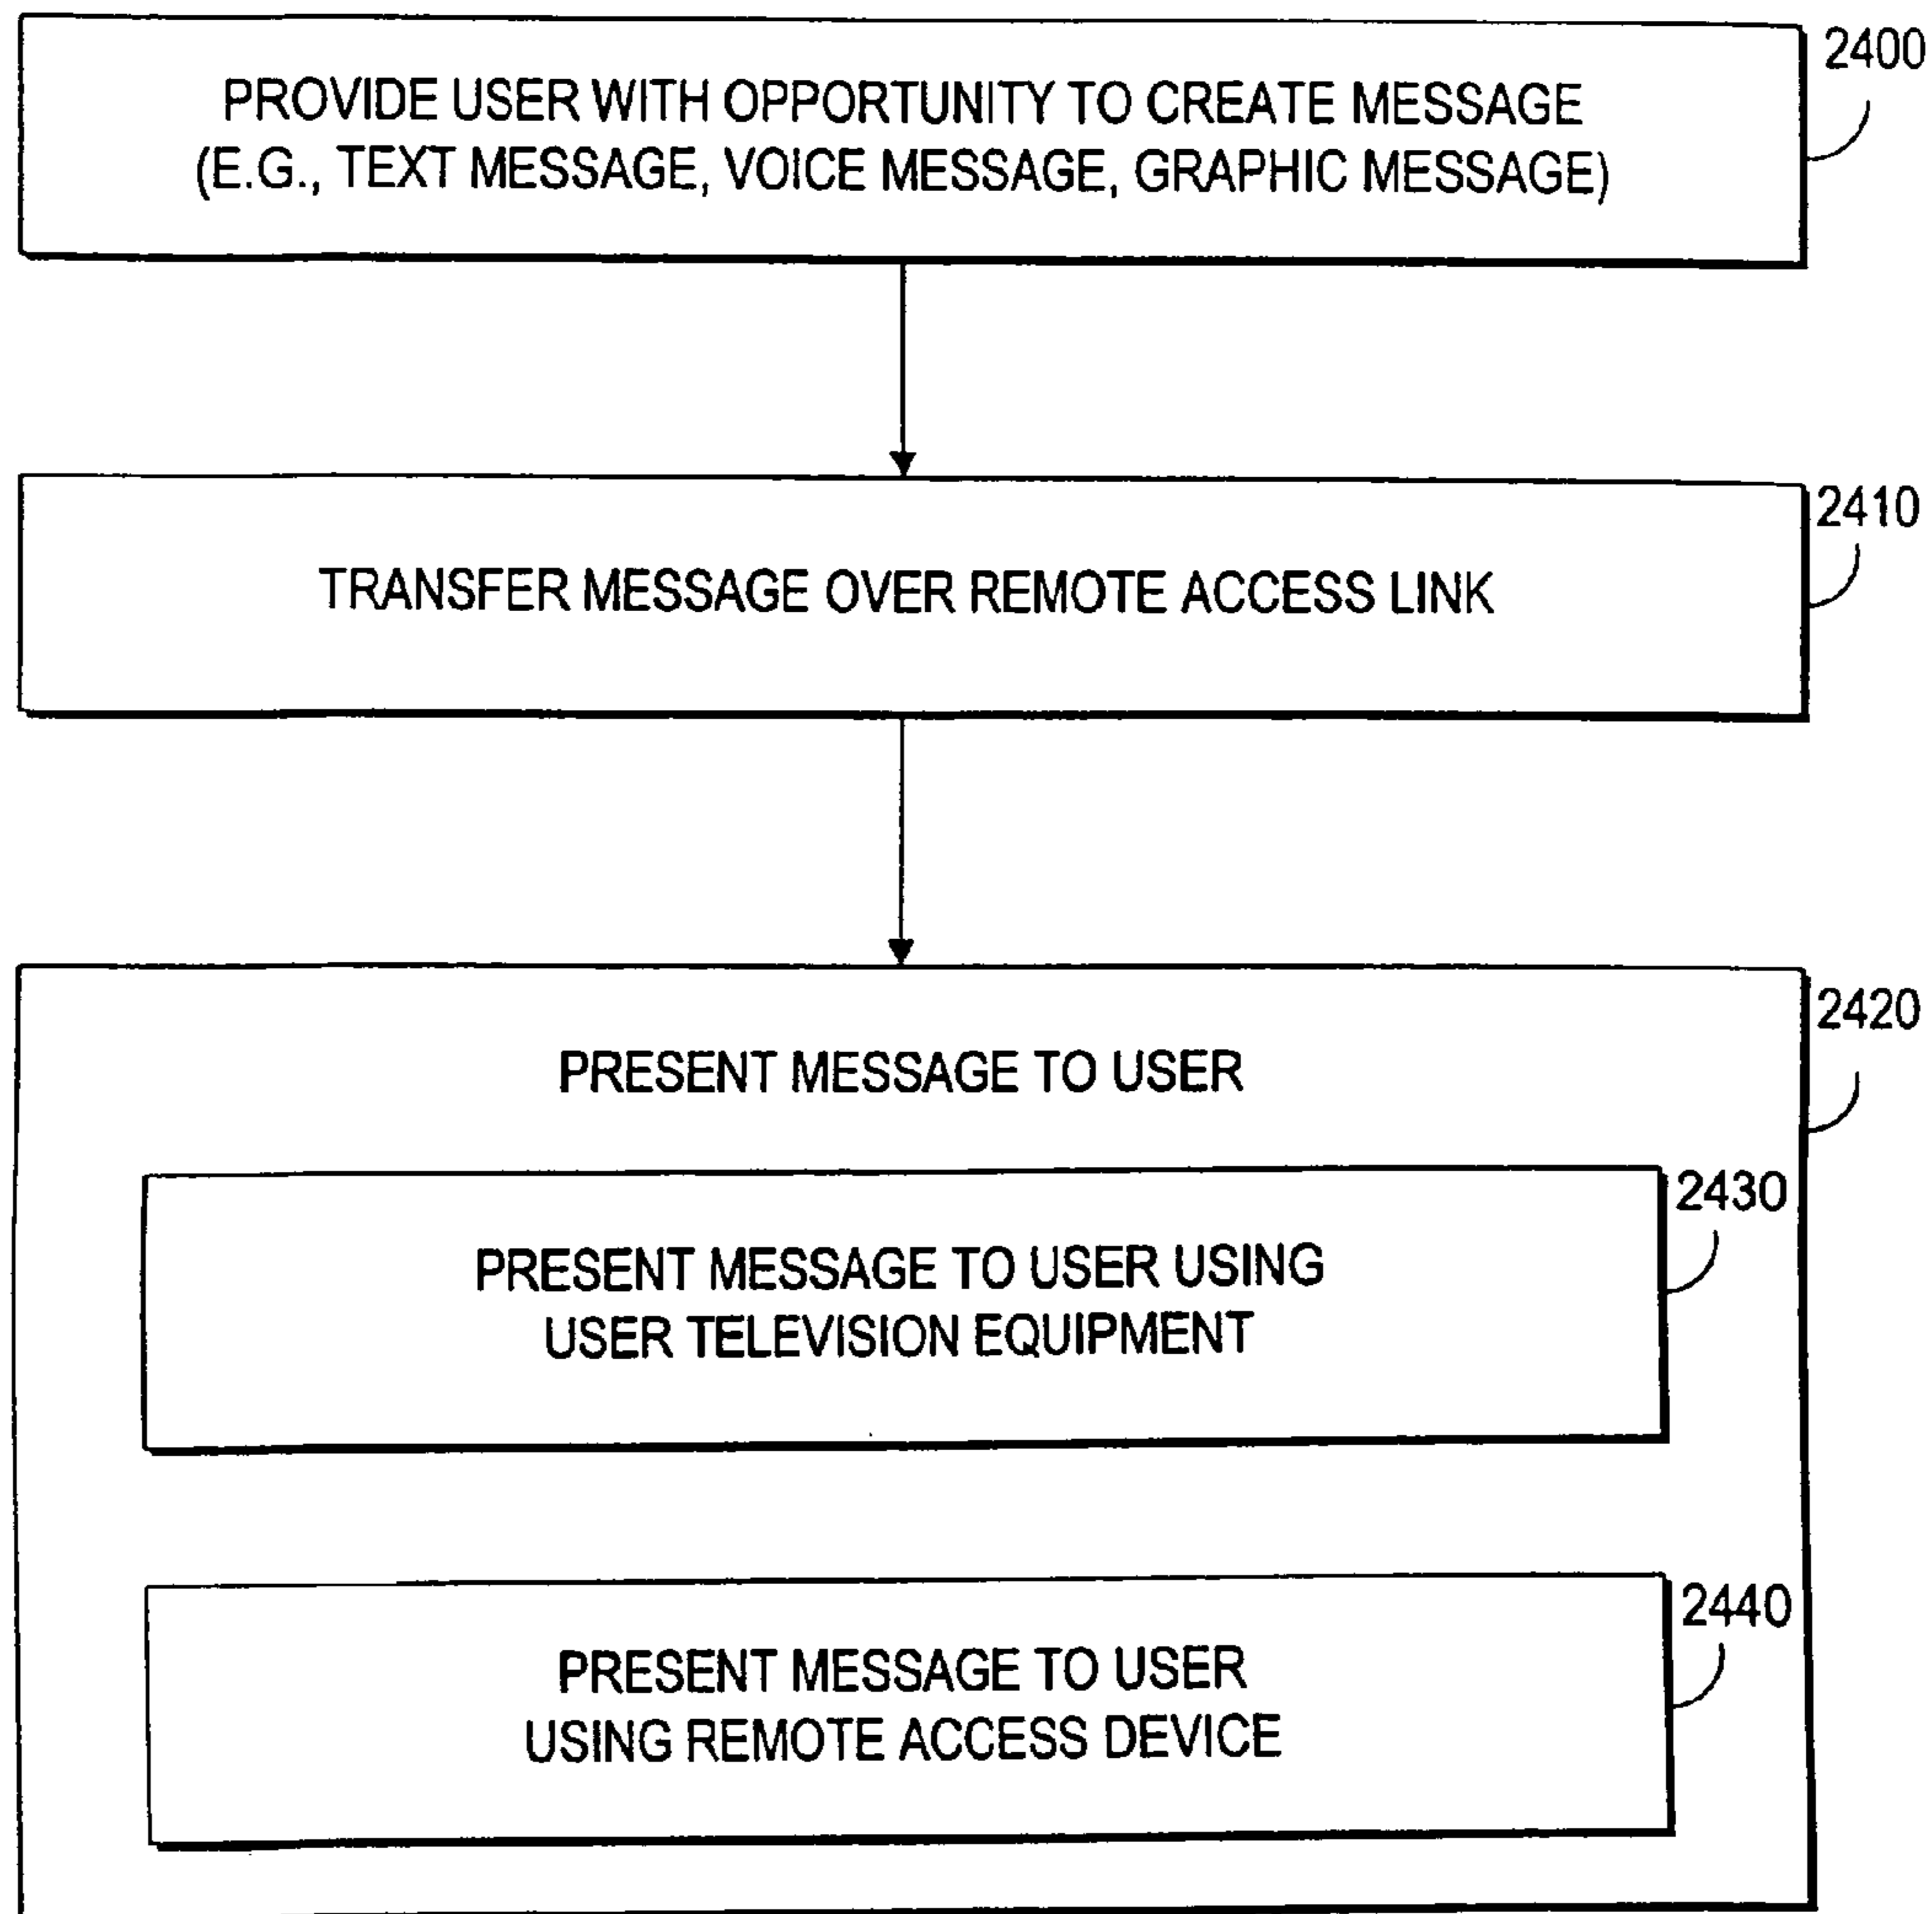 2400
PROVIDE USER WITH OPPORTUNITY TO CREATE MESSAGE
(E.G., TEXT MESSAGE, VOICE MESSAGE, GRAPHIC MESSAGE)
2410
TRANSFER MESSAGE OVER REMOTE ACCESS LINK
2420
PRESENT MESSAGE TO USER
2430
PRESENT MESSAGE TO USER USING
USER TELEVISION EQUIPMENT
2440
PRESENT MESSAGE TO USER
USING REMOTE ACCESS DEVICE